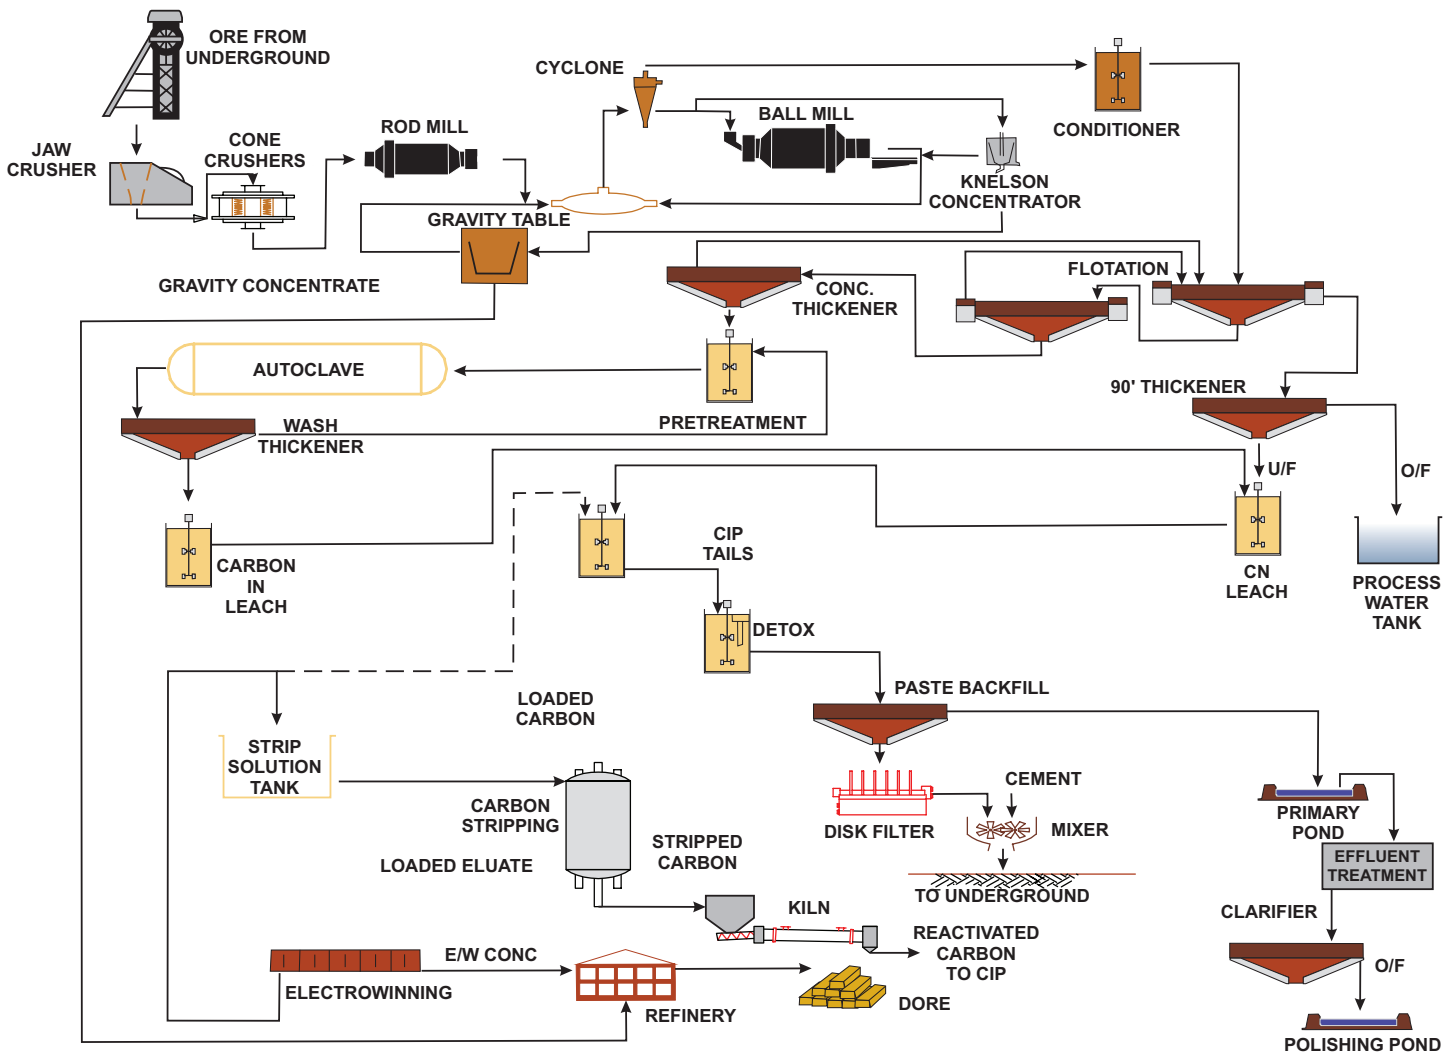 ORE FROM
UNDERGROUND
JAW
CRUSHER
CONE
CRUSHERS
ROD MILL
CYCLONE
BALL MILL
CONDITIONER
KNELSON
CONCENTRATOR
GRAVITY TABLE
GRAVITY CONCENTRATE
CONC.
THICKENER
FLOTATION
AUTOCLAVE
PRETREATMENT
90' THICKENER
WASH
THICKENER
U/F
O/F
CARBON
IN
LEACH
CIP
TAILS
CN
LEACH
PROCESS
WATER
TANK
DETOX
LOADED
CARBON
PASTE BACKFILL
STRIP
SOLUTION
TANK
CARBON
STRIPPING
LOADED ELUATE
STRIPPED
CARBON
DISK FILTER
CEMENT
MIXER
TO UNDERGROUND
PRIMARY
POND
EFFLUENT
TREATMENT
CLARIFIER
O/F
POLISHING POND
KILN
REACTIVATED
CARBON
TO CIP
E/W CONC
ELECTROWINNING
REFINERY
DORE